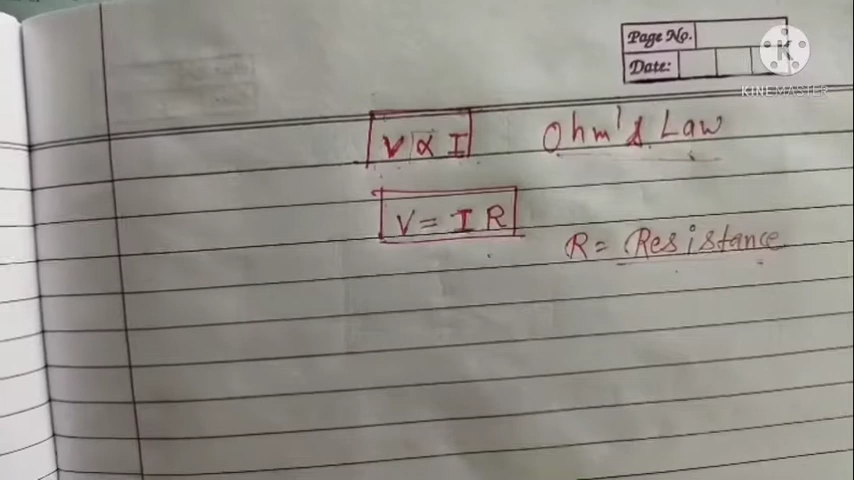 Page No.
Date:
KINEMASTER
V ∝ I Ohm's Law
V = I R
R = Resistance